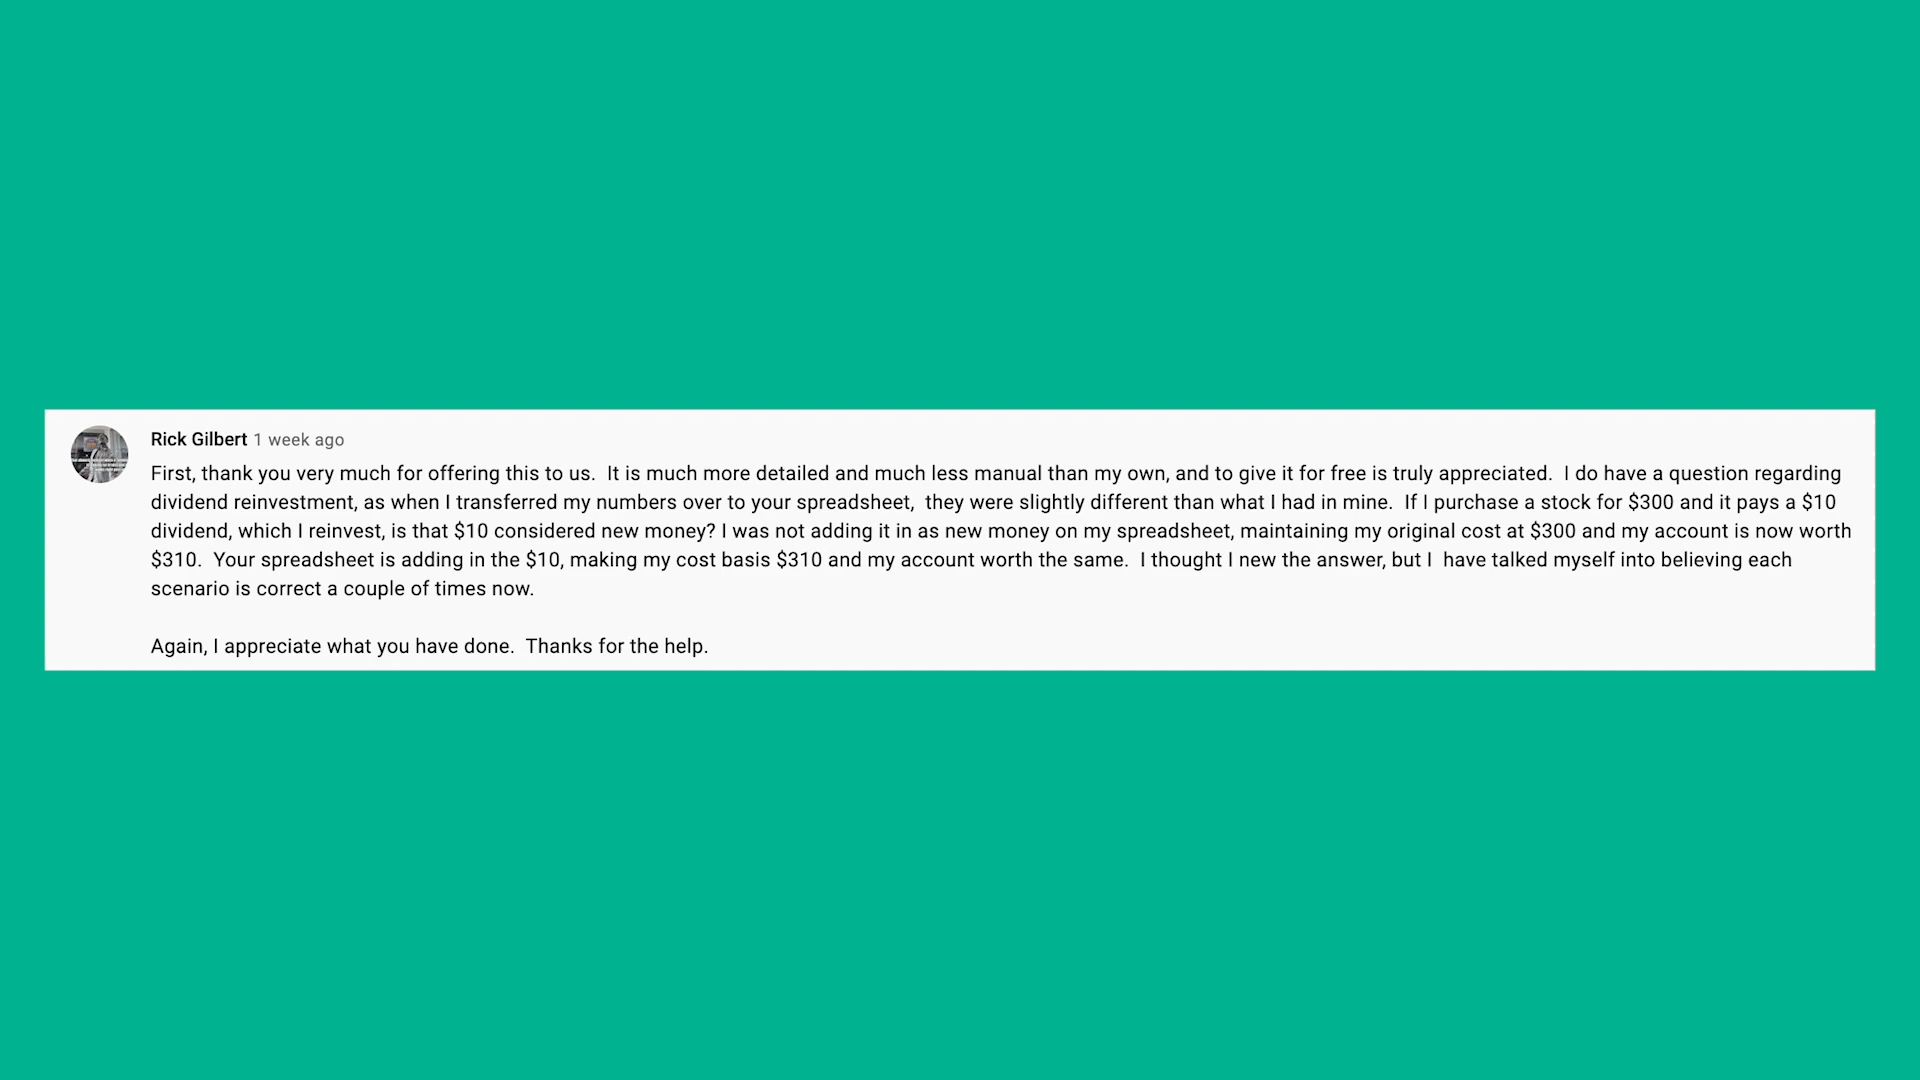 Rick Gilbert 1 week ago
First, thank you very much for offering this to us.  It is much more detailed and much less manual than my own, and to give it for free is truly appreciated.  I do have a question regarding
dividend reinvestment, as when I transferred my numbers over to your spreadsheet,  they were slightly different than what I had in mine.  If I purchase a stock for $300 and it pays a $10
dividend, which I reinvest, is that $10 considered new money? I was not adding it in as new money on my spreadsheet, maintaining my original cost at $300 and my account is now worth
$310.  Your spreadsheet is adding in the $10, making my cost basis $310 and my account worth the same.  I thought I new the answer, but I  have talked myself into believing each
scenario is correct a couple of times now.
Again, I appreciate what you have done.  Thanks for the help.